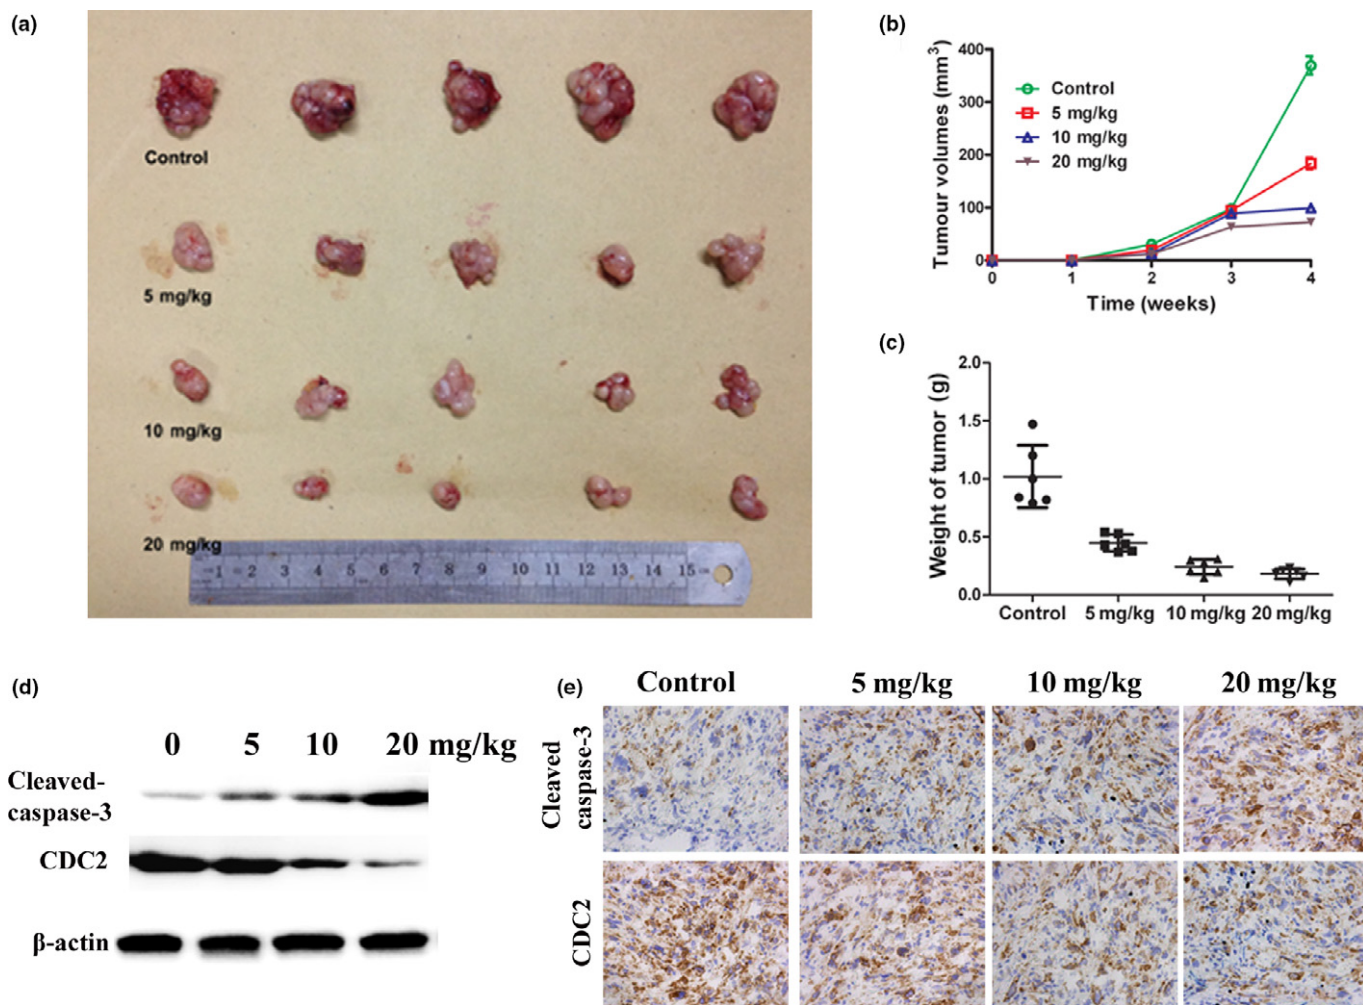 (a)
Control
5 mg/kg
10 mg/kg
20 mg/kg
1 2 3 4 5 6 7 8 9 10 11 12 13 14 15
(b)
Tumour volumes (mm³)
400
300
200
100
0
Control
5 mg/kg
10 mg/kg
20 mg/kg
0 1 2 3 4
Time (weeks)
(c)
Weight of tumor (g)
2.0
1.5
1.0
0.5
0.0
Control 5 mg/kg 10 mg/kg 20 mg/kg
(d)
0 5 10 20 mg/kg
Cleaved-
caspase-3
CDC2
β-actin
(e)
Control 5 mg/kg 10 mg/kg 20 mg/kg
Cleaved
caspase-3
CDC2